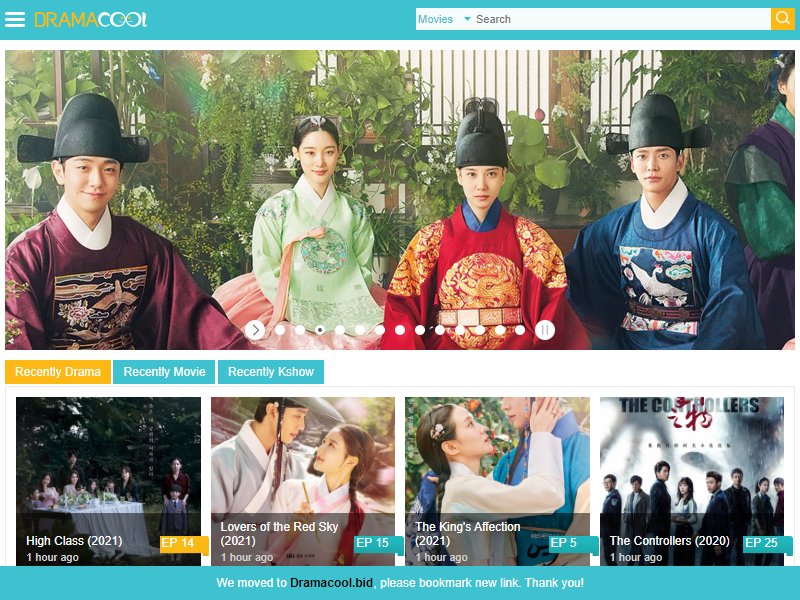 DRAMACOOL
Movies
Search
Recently Drama
Recently Movie
Recently Kshow
High Class (2021)
EP 14
1 hour ago
Lovers of the Red Sky
(2021)
EP 15
1 hour ago
The King's Affection
(2021)
EP 5
1 hour ago
THE CONTROLLERS
The Controllers (2020)
EP 25
1 hour ago
We moved to Dramacool.bid, please bookmark new link. Thank you!